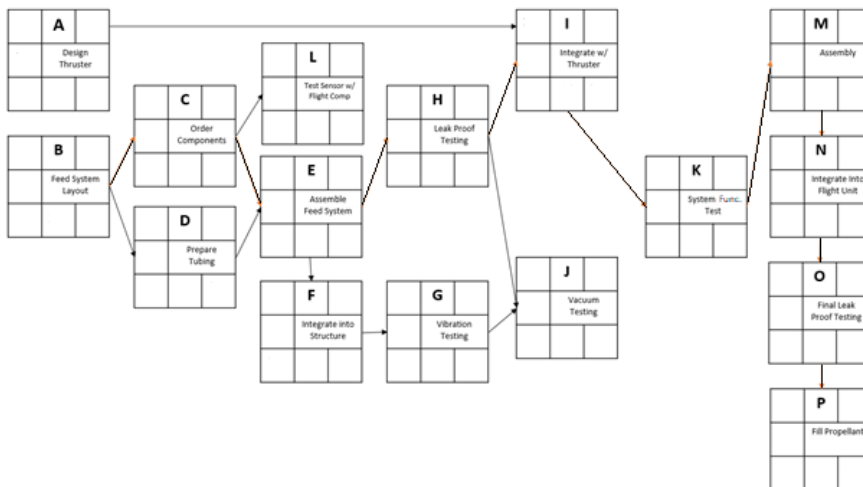 A
Design
Thruster
B
Feed System
Layout
C
Order
Components
D
Prepare
Tubing
L
Test Sensor w/
Flight Comp
E
Assemble
Feed System
F
Integrate into
Structure
H
Leak Proof
Testing
G
Vibration
Testing
I
Integrate w/
Thruster
J
Vacuum
Testing
K
System Func.
Test
M
Assembly
N
Integrate Into
Flight Unit
O
Final Leak
Proof Testing
P
Fill Propellant